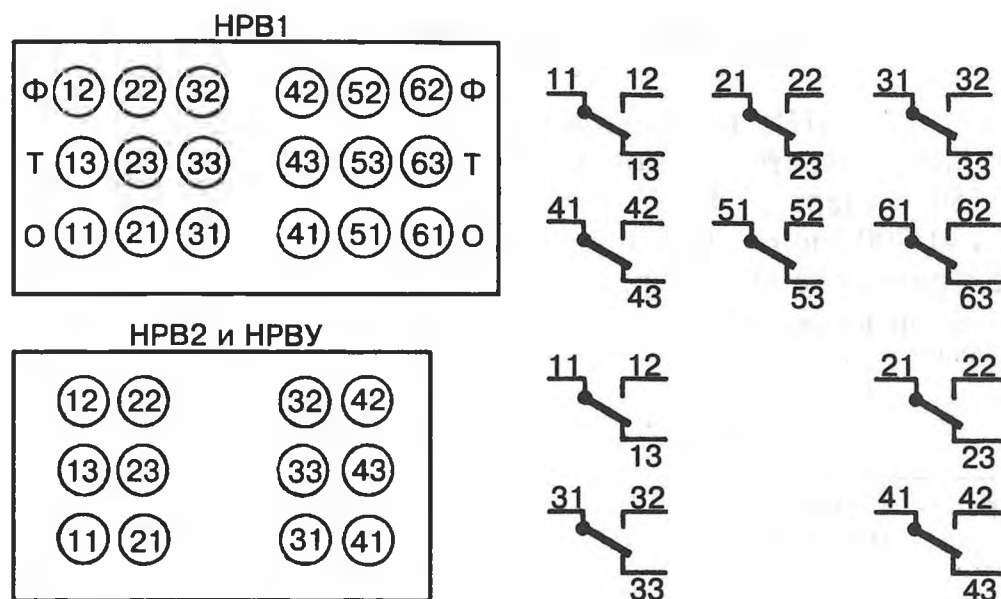 НРВ1
Ф 12 22 32 42 52 62 Ф
Т 13 23 33 43 53 63 Т
О 11 21 31 41 51 61 О
11 12 21 22 31 32
13 23 33
41 42 51 52 61 62
43 53 63
НРВ2 и НРВУ
12 22 32 42
13 23 33 43
11 21 31 41
11 12 21 22
13 23
31 32 41 42
33 43